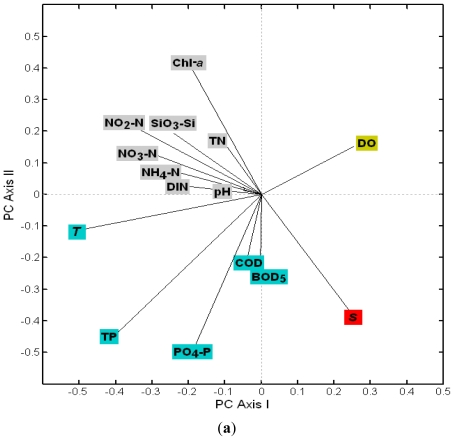 0.5
0.4
0.3
0.2
0.1
0
-0.1
-0.2
-0.3
-0.4
-0.5
PC Axis II
Chl-a
NO2-N
SiO3-Si
TN
DO
NO3-N
NH4-N
DIN
pH
T
COD
BOD5
S
TP
PO4-P
-0.5 -0.4 -0.3 -0.2 -0.1 0 0.1 0.2 0.3 0.4 0.5
PC Axis I
(a)